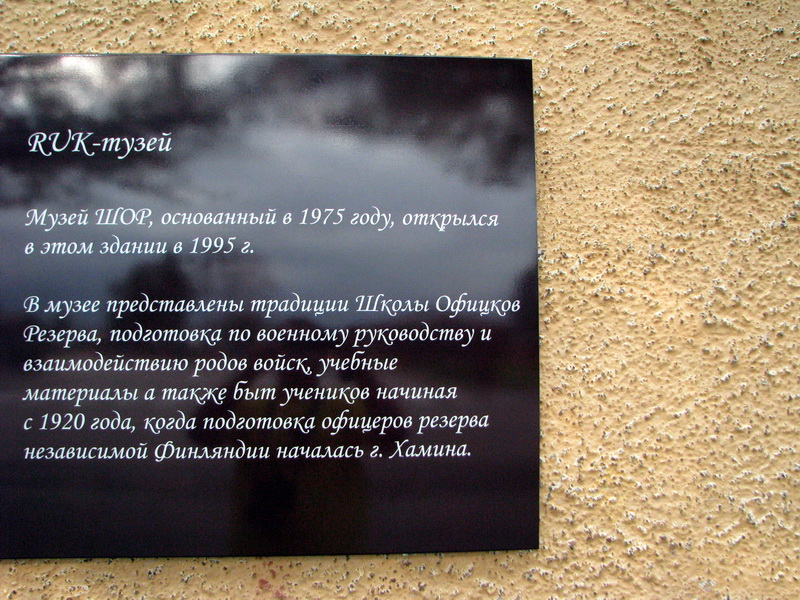 RUK-тузей
Музей ШОР, основанный в 1975 году, открылся
в этом здании в 1995 г.
В музее представлены традиции Школы Офицков
Резерва, подготовка по военному руководству и
взаимодействию родов войск, учебные
материалы а также быт учеников начиная
с 1920 года, когда подготовка офицеров резерва
независимой Финляндии началась г. Хамина.